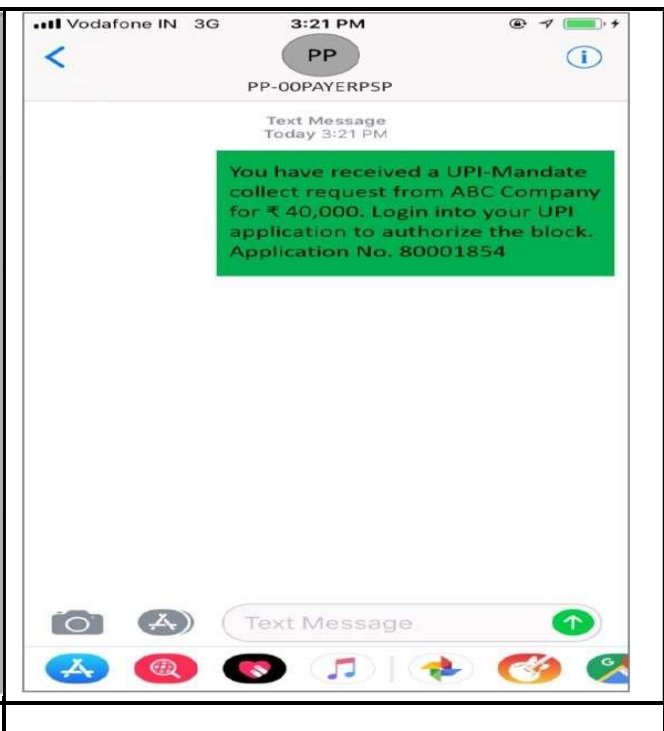 Vodafone IN 3G 3:21 PM
PP
PP-OOPAYERPSP
Text Message
Today 3:21 PM
You have received a UPI-Mandate
collect request from ABC Company
for ₹ 40,000. Login into your UPI
application to authorize the block.
Application No. 80001854
Text Message
G